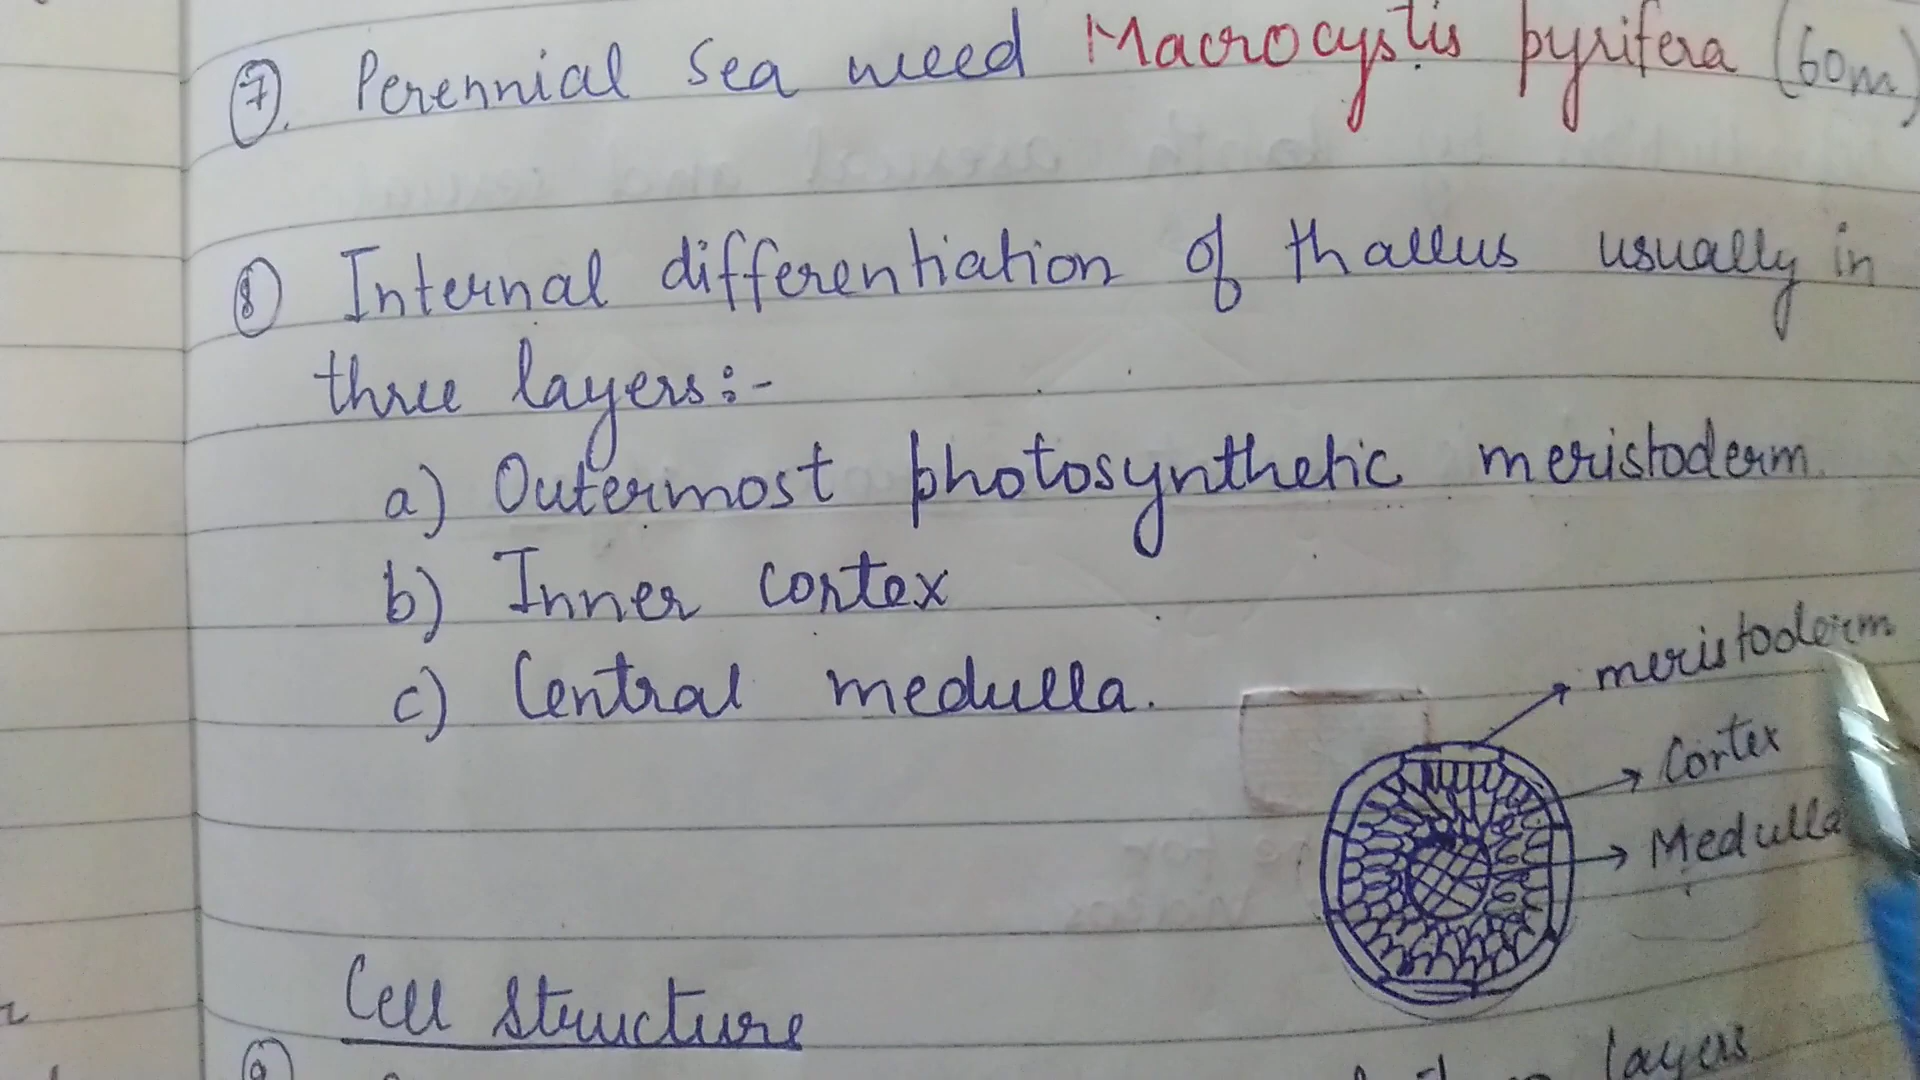 7. Perennial Sea weed Macrocystis pyrifera (60m)
8 Internal differentiation of thallus usually in
three layers:-
a) Outermost photosynthetic meristoderm
b) Inner cortex
c) Central medulla.
meristoderm
Cortex
Medulla
Cell structure
9
layers